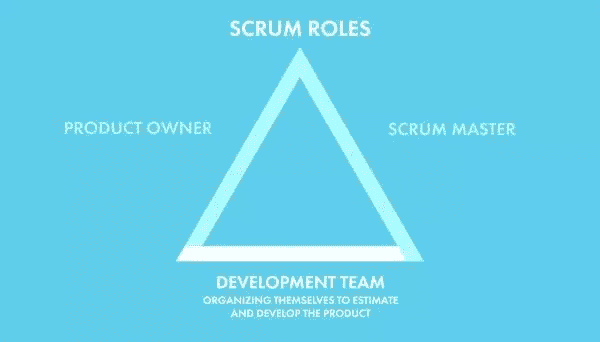 SCRUM ROLES
PRODUCT OWNER
SCRUM MASTER
DEVELOPMENT TEAM
ORGANIZING THEMSELVES TO ESTIMATE
AND DEVELOP THE PRODUCT